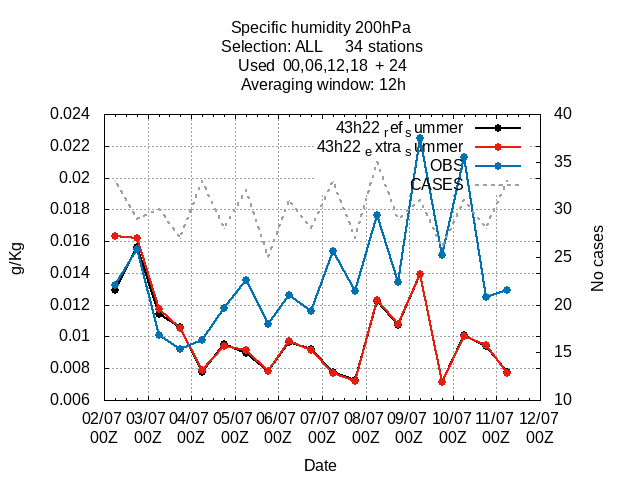 Specific humidity 200hPa
Selection: ALL 34 stations
Used 00,06,12,18 + 24
Averaging window: 12h
0.024
0.022
0.02
0.018
0.016
0.014
0.012
0.01
0.008
0.006
g/Kg
40
35
30
25
20
15
10
No cases
43h22 ref summer
43h22 extra summer
OBS
CASES
02/07 03/07 04/07 05/07 06/07 07/07 08/07 09/07 10/07 11/07 12/07
00Z 00Z 00Z 00Z 00Z 00Z 00Z 00Z 00Z 00Z 00Z
Date